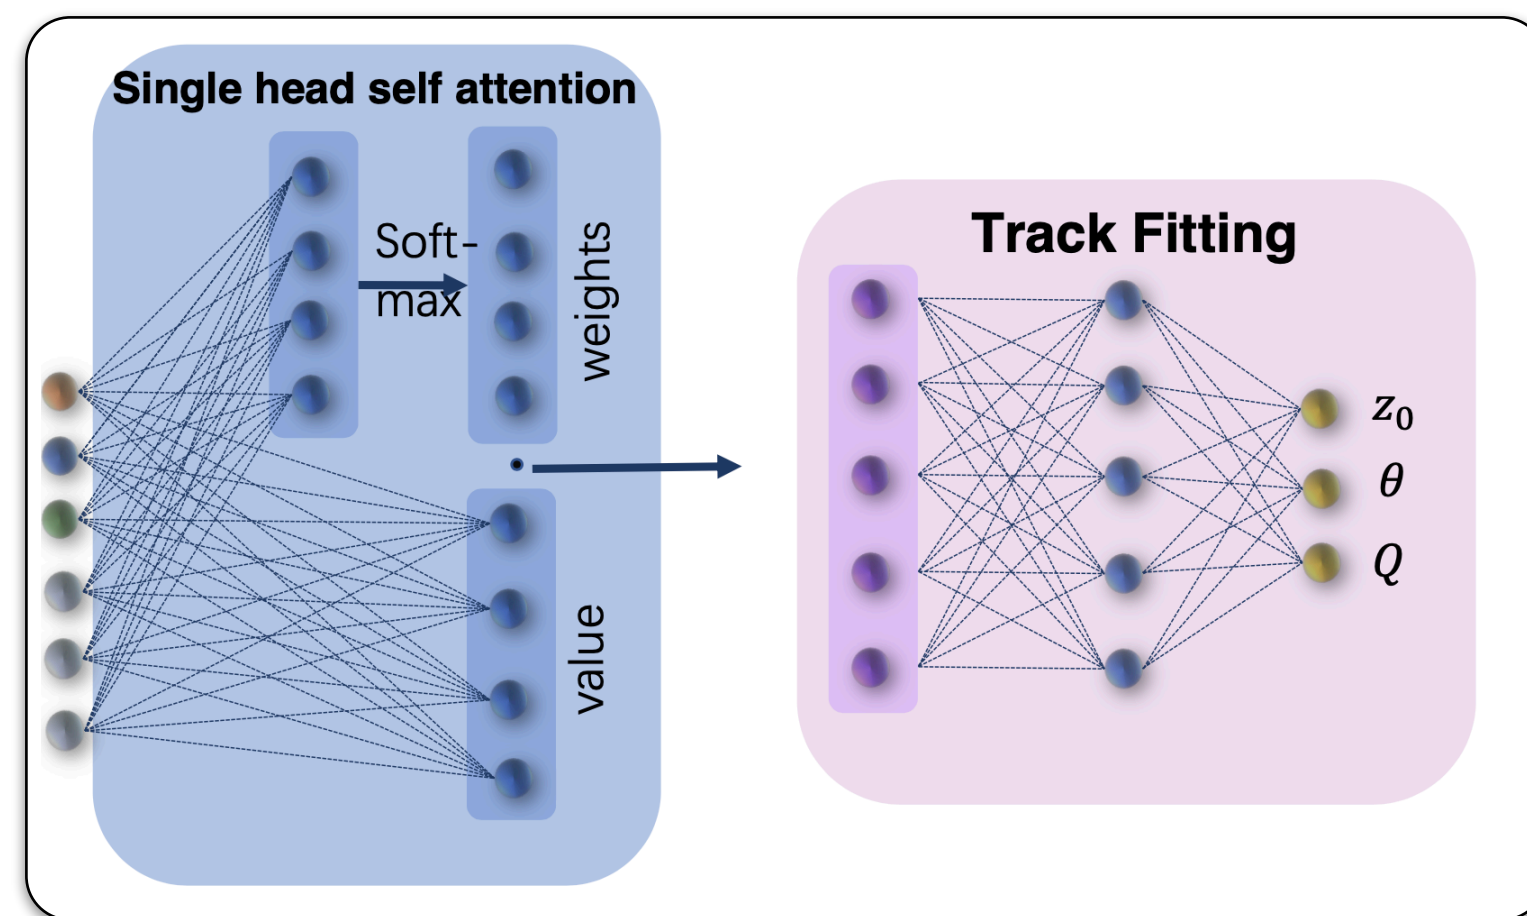 Single head self attention
Soft-
max
weights
value
Track Fitting
z₀
θ
Q